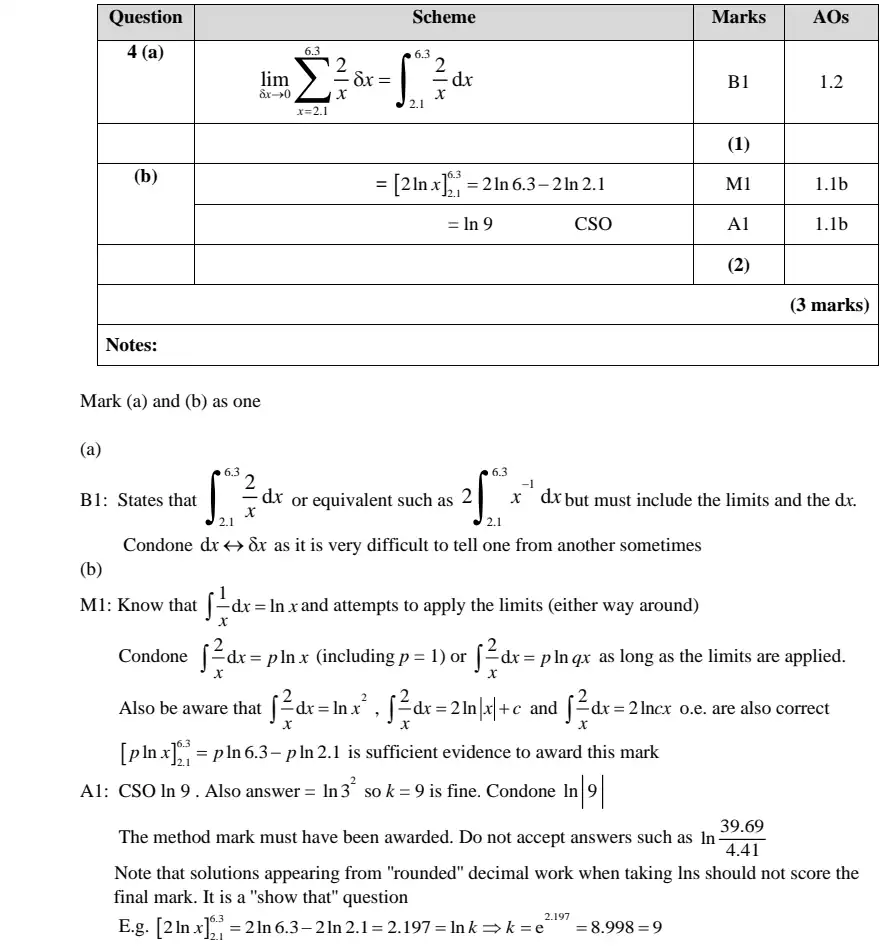 Question Scheme Marks AOs
4 (a) lim δx→0 6.3 ∑ x=2.1 2/x δx = ∫ 6.3 2.1 2/x dx B1 1.2
(1)
(b) = [2 ln x] 6.3 2.1 = 2 ln 6.3 − 2 ln 2.1 M1 1.1b
= ln 9 CSO A1 1.1b
(2)
(3 marks)
Notes:
Mark (a) and (b) as one
(a)
B1: States that ∫ 6.3 2.1 2/x dx or equivalent such as 2 ∫ 6.3 2.1 x⁻¹ dx but must include the limits and the dx.
Condone dx ↔ δx as it is very difficult to tell one from another sometimes
(b)
M1: Know that ∫ 1/x dx = ln x and attempts to apply the limits (either way around)
Condone ∫ 2/x dx = p ln x (including p = 1) or ∫ 2/x dx = p ln qx as long as the limits are applied.
Also be aware that ∫ 2/x dx = ln x², ∫ 2/x dx = 2 ln |x| + c and ∫ 2/x dx = 2 lncx o.e. are also correct
[p ln x] 6.3 2.1 = p ln 6.3 − p ln 2.1 is sufficient evidence to award this mark
A1: CSO ln 9 . Also answer = ln 3² so k = 9 is fine. Condone ln |9|
The method mark must have been awarded. Do not accept answers such as ln 39.69/4.41
Note that solutions appearing from "rounded" decimal work when taking lns should not score the
final mark. It is a "show that" question
E.g. [2 ln x] 6.3 2.1 = 2 ln 6.3 − 2 ln 2.1 = 2.197 = ln k ⇒ k = e^2.197 = 8.998 = 9